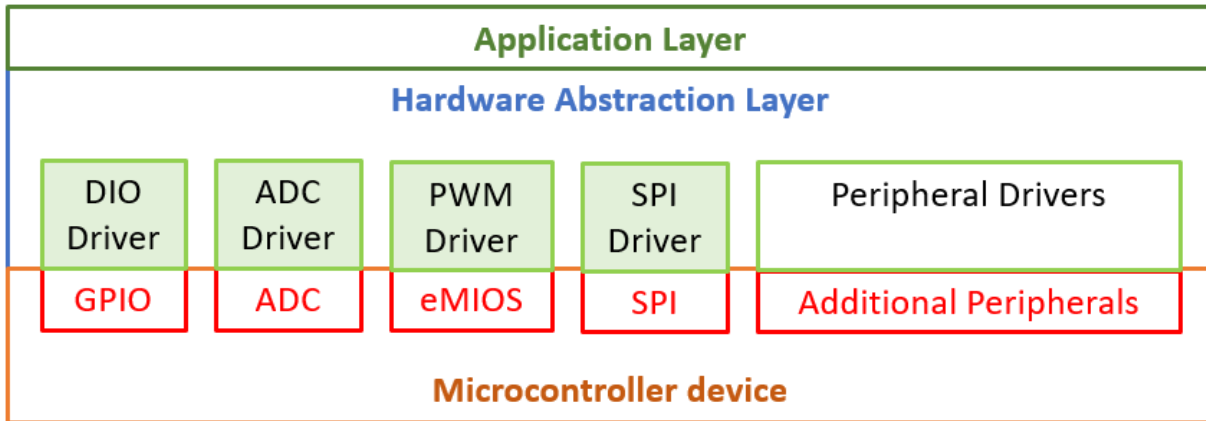 Application Layer
Hardware Abstraction Layer
DIO
Driver
ADC
Driver
PWM
Driver
SPI
Driver
Peripheral Drivers
GPIO
ADC
eMIOS
SPI
Additional Peripherals
Microcontroller device